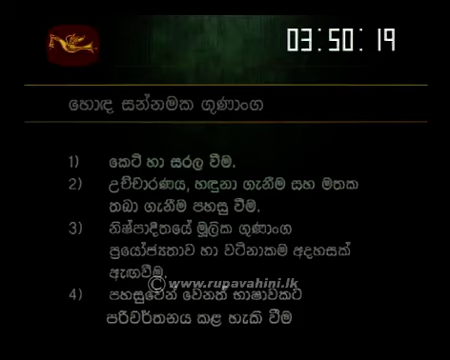 03:50:19
හොඳ සන්නමක ගුණාංග
1) කෙටි හා සරල වීම.
2) උච්චාරණය, හඳුනා ගැනීම සහ මතක
තබා ගැනීම පහසු වීම.
3) නිෂ්පාදිතයේ මූලික ගුණාංග
ප්‍රයෝජ්‍යතාව හා වටිනාකම අදහසක්
ඇඟවීම.
©www.rupavahini.lk
4) පහසුවෙන් වෙනත් භාෂාවකට
පරිවර්තනය කළ හැකි වීම